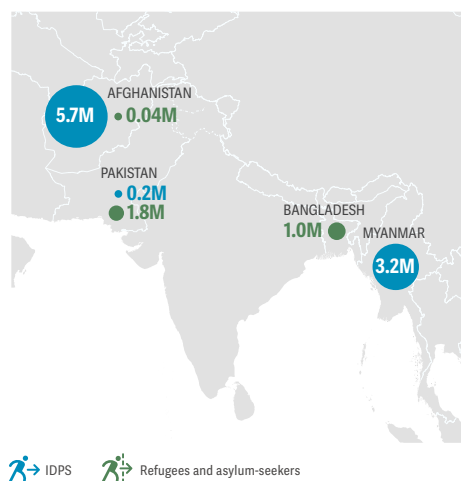 AFGHANISTAN
5.7M
0.04M
PAKISTAN
0.2M
1.8M
BANGLADESH
1.0M
MYANMAR
3.2M
IDPS
Refugees and asylum-seekers